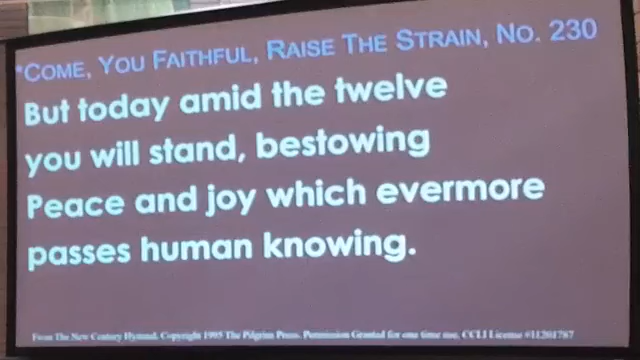 *COME, YOU FAITHFUL, RAISE THE STRAIN, NO. 230
But today amid the twelve
you will stand, bestowing
Peace and joy which evermore
passes human knowing.
From The New Century Hymnal. Copyright 1995 The Pilgrim Press. Permission Granted for one time use. CCLI License #11201787